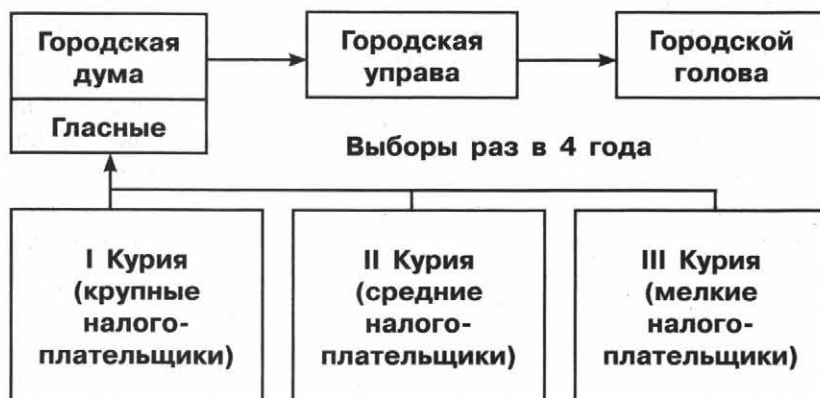 Городская
дума
Гласные
Городская
управа
Городской
голова
Выборы раз в 4 года
I Курия
(крупные
налого-
плательщики)
II Курия
(средние
налого-
плательщики)
III Курия
(мелкие
налого-
плательщики)